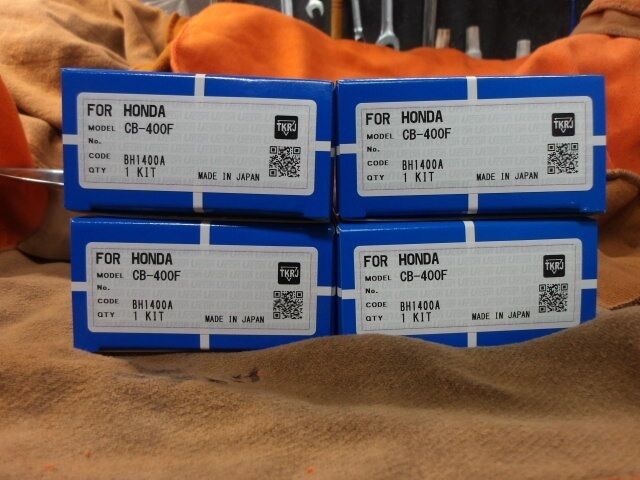 FOR HONDA
TKRJ
MODEL CB-400F
No.
CODE BH1400A
QTY 1 KIT
MADE IN JAPAN
FOR HONDA
TKRJ
MODEL CB-400F
No.
CODE BH1400A
QTY 1 KIT
MADE IN JAPAN
FOR HONDA
TKRJ
MODEL CB-400F
No.
CODE BH1400A
QTY 1 KIT
MADE IN JAPAN
FOR HONDA
TKRJ
MODEL CB-400F
No.
CODE BH1400A
QTY 1 KIT
MADE IN JAPAN